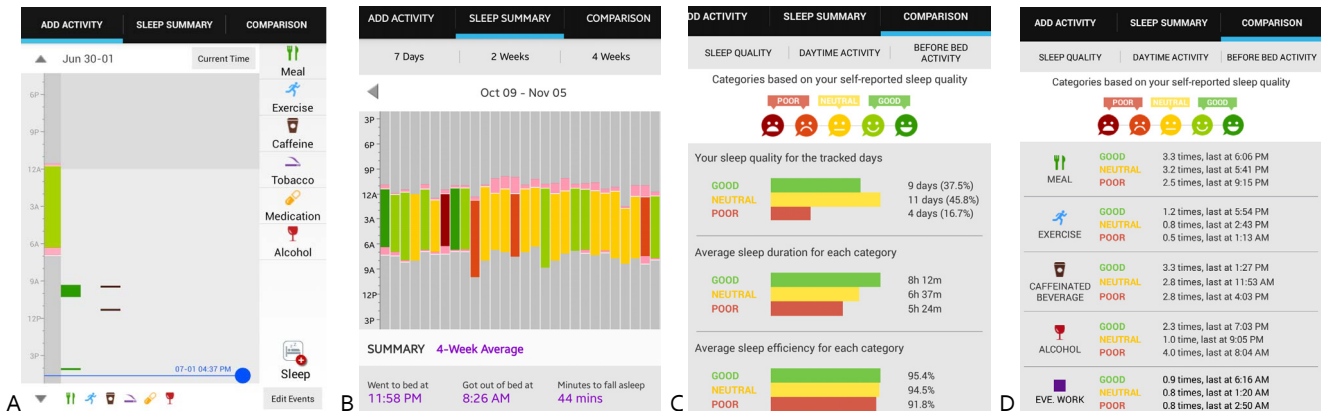 ADD ACTIVITY SLEEP SUMMARY COMPARISON
Jun 30-01 Current Time
6P
9P
12A
3A
6A
9A
12P
3P
Meal
Exercise
Caffeine
Tobacco
Medication
Alcohol
Sleep
07-01 04:37 PM
Edit Events
A
ADD ACTIVITY SLEEP SUMMARY COMPARISON
7 Days 2 Weeks 4 Weeks
Oct 09 - Nov 05
3P
6P
9P
12A
3A
6A
9A
12P
3P
SUMMARY 4-Week Average
Went to bed at Got out of bed at Minutes to fall asleep
11:58 PM 8:26 AM 44 mins
B
DD ACTIVITY SLEEP SUMMARY COMPARISON
SLEEP QUALITY DAYTIME ACTIVITY BEFORE BED
ACTIVITY
Categories based on your self-reported sleep quality
POOR NEUTRAL GOOD
Your sleep quality for the tracked days
GOOD 9 days (37.5%)
NEUTRAL 11 days (45.8%)
POOR 4 days (16.7%)
Average sleep duration for each category
GOOD 8h 12m
NEUTRAL 6h 37m
POOR 5h 24m
Average sleep efficiency for each category
GOOD 95.4%
NEUTRAL 94.5%
POOR 91.8%
C
ADD ACTIVITY SLEEP SUMMARY COMPARISON
SLEEP QUALITY DAYTIME ACTIVITY BEFORE BED ACTIVITY
Categories based on your self-reported sleep quality
POOR NEUTRAL GOOD
MEAL
GOOD 3.3 times, last at 6:06 PM
NEUTRAL 3.2 times, last at 5:41 PM
POOR 2.5 times, last at 9:15 PM
EXERCISE
GOOD 1.2 times, last at 5:54 PM
NEUTRAL 0.8 times, last at 2:43 PM
POOR 0.5 times, last at 1:13 AM
CAFFEINATED
BEVERAGE
GOOD 3.3 times, last at 1:27 PM
NEUTRAL 2.8 times, last at 11:53 AM
POOR 2.8 times, last at 4:03 PM
ALCOHOL
GOOD 2.3 times, last at 7:03 PM
NEUTRAL 1.0 time, last at 9:05 PM
POOR 4.0 times, last at 8:04 AM
EVE. WORK
GOOD 0.9 times, last at 6:16 AM
NEUTRAL 0.8 times, last at 1:20 AM
POOR 0.8 times, last at 2:50 AM
D